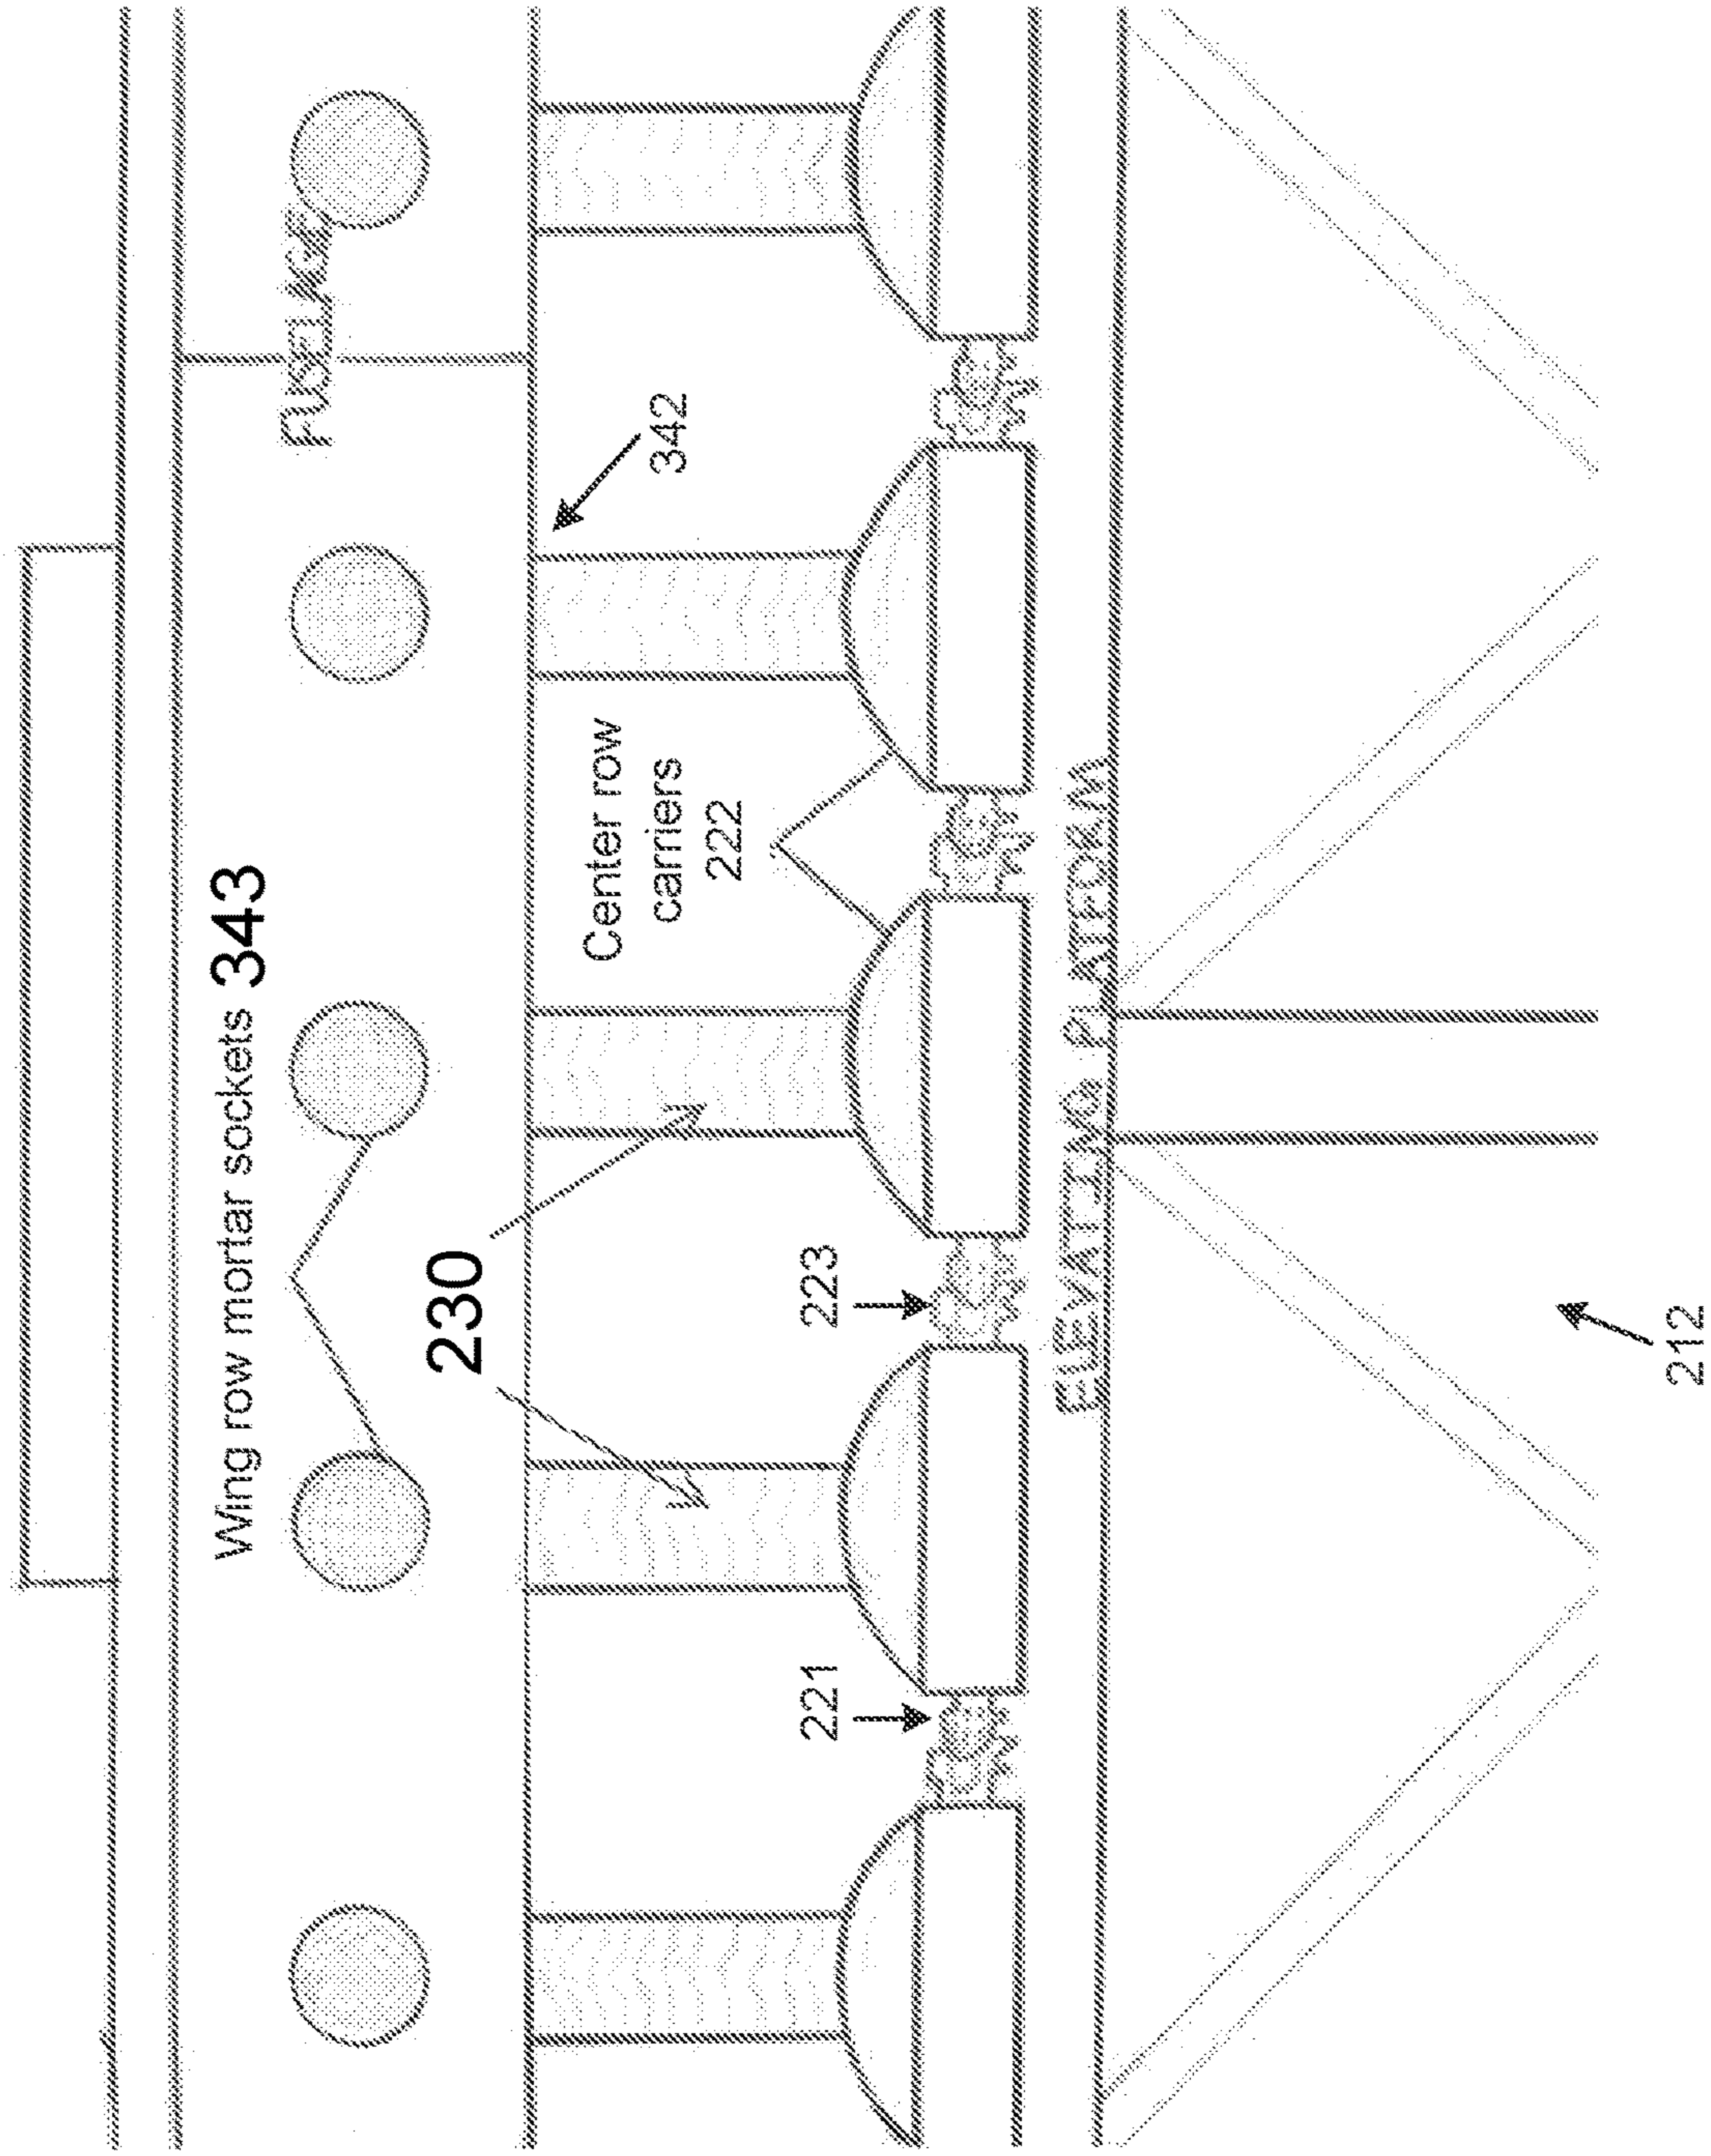 Wing row mortar sockets 343
FUSELAGE
230
Center row
carriers
222
342
221
223
ELEVATING PLATFORM
212